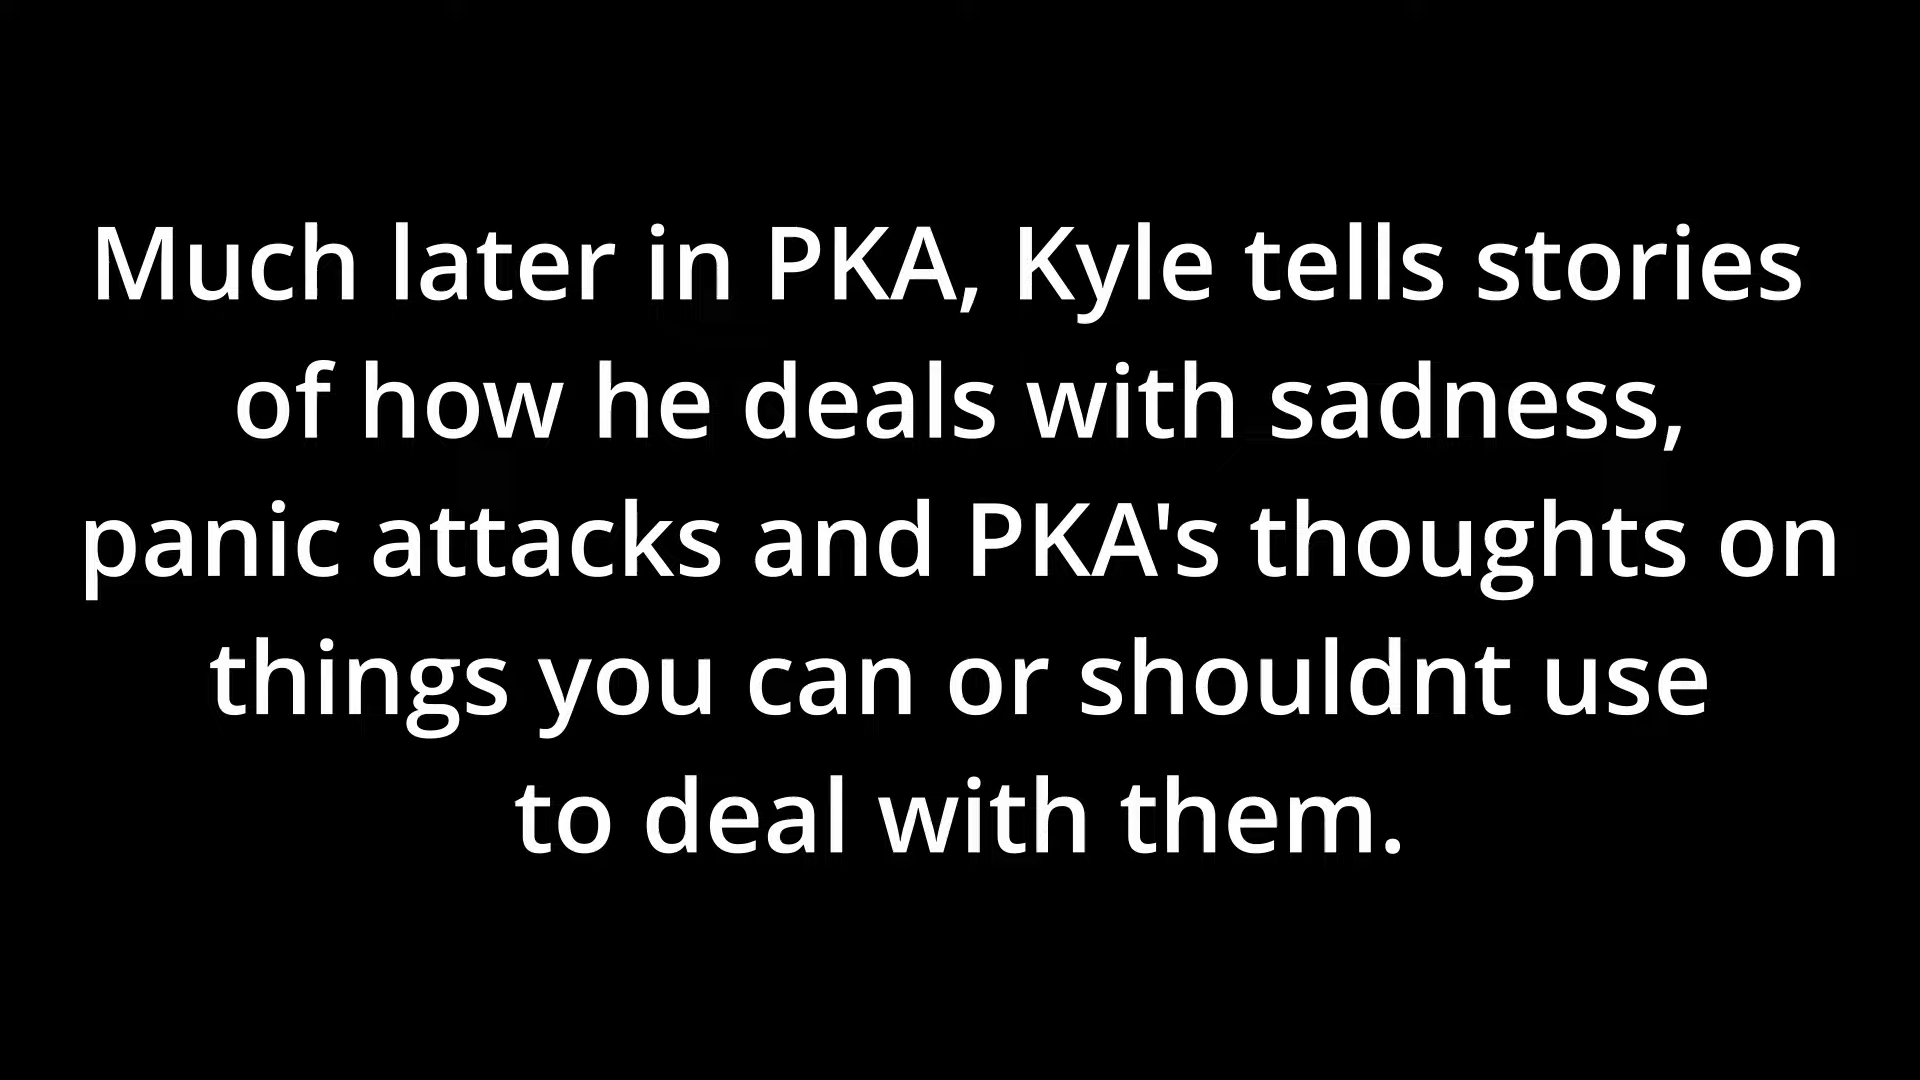 Much later in PKA, Kyle tells stories
of how he deals with sadness,
panic attacks and PKA's thoughts on
things you can or shouldnt use
to deal with them.